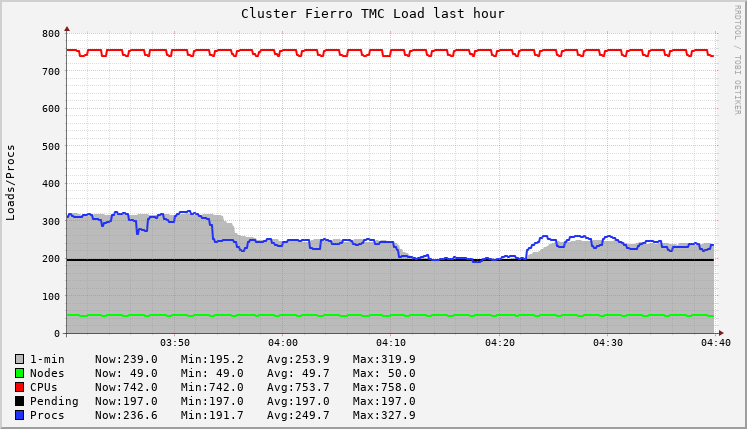 Cluster Fierro TMC Load last hour
RRDTOOL / TOBI OETIKER
Loads/Procs
800
700
600
500
400
300
200
100
0
03:50 04:00 04:10 04:20 04:30 04:40
1-min Now:239.0 Min:195.2 Avg:253.9 Max:319.9
Nodes Now: 49.0 Min: 49.0 Avg: 49.7 Max: 50.0
CPUs Now:742.0 Min:742.0 Avg:753.7 Max:758.0
Pending Now:197.0 Min:197.0 Avg:197.0 Max:197.0
Procs Now:236.6 Min:191.7 Avg:249.7 Max:327.9